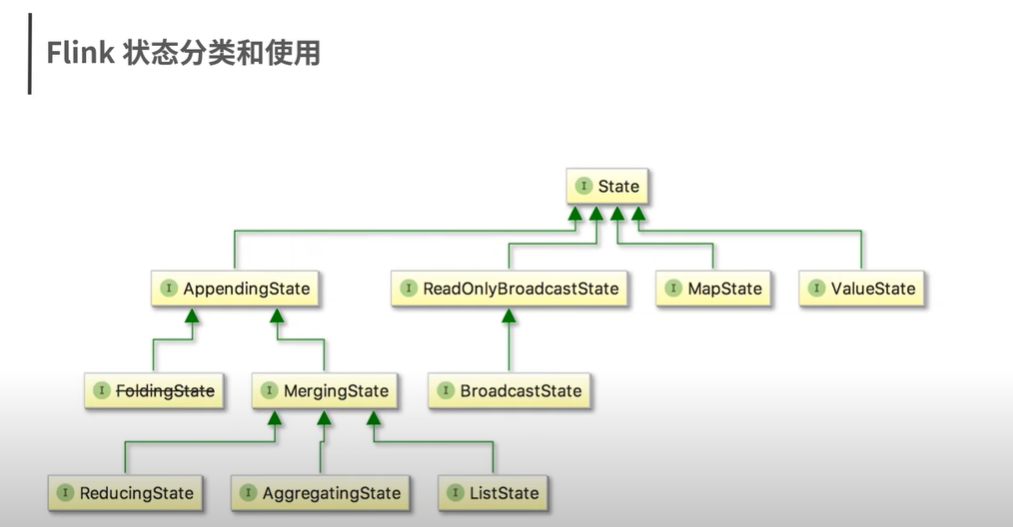 Flink 状态分类和使用
I State
I AppendingState
I ReadOnlyBroadcastState
I MapState
I ValueState
I FoldingState
I MergingState
I BroadcastState
I ReducingState
I AggregatingState
I ListState